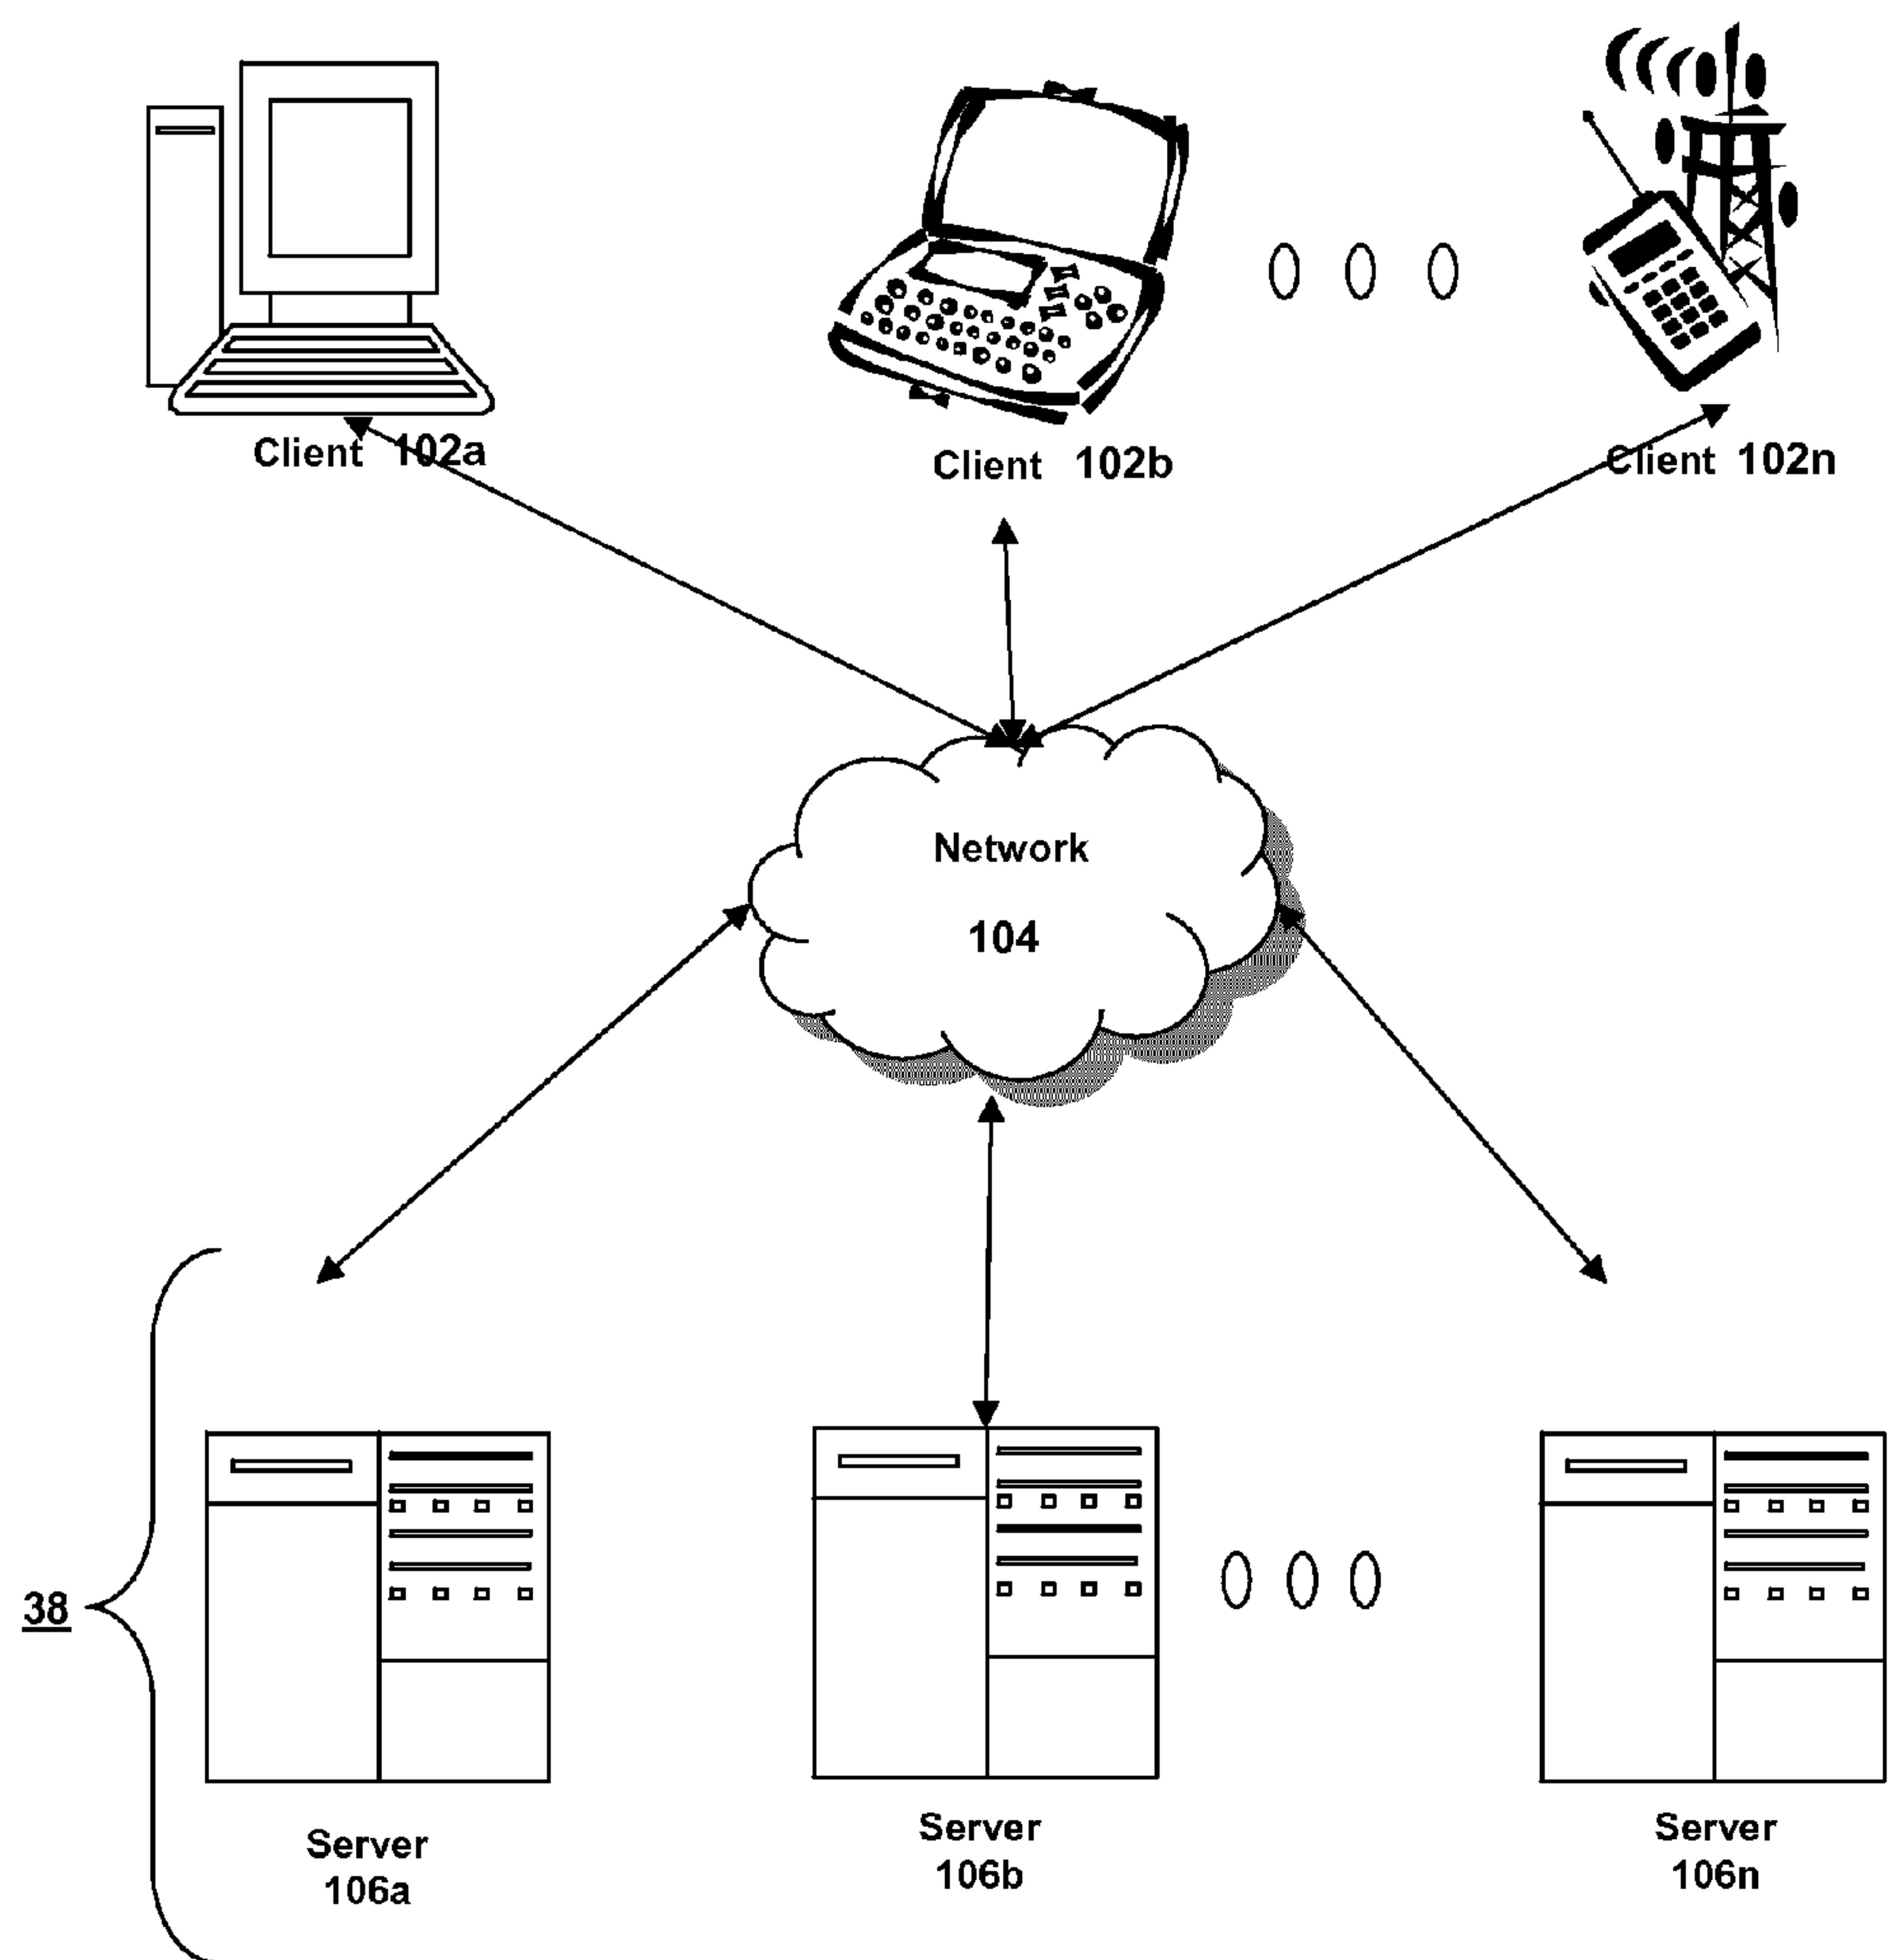 Client 102a
Client 102b
Client 102n
Network
104
38
Server
106a
Server
106b
Server
106n